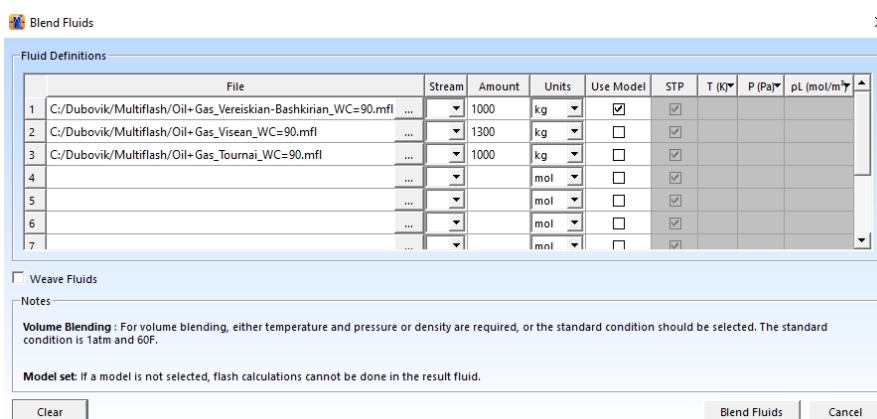 Blend Fluids
Fluid Definitions
File Stream Amount Units Use Model STP T (K) P (Pa) ρL (mol/m³)
1 C:/Dubovik/Multiflash/Oil+Gas_Vereiskian-Bashkirian_WC=90.mfl ... 1000 kg
2 C:/Dubovik/Multiflash/Oil+Gas_Visean_WC=90.mfl ... 1300 kg
3 C:/Dubovik/Multiflash/Oil+Gas_Tournai_WC=90.mfl ... 1000 kg
4 ... mol
5 ... mol
6 ... mol
7 ... mol
Weave Fluids
Notes
Volume Blending : For volume blending, either temperature and pressure or density are required, or the standard condition should be selected. The standard
condition is 1atm and 60F.
Model set: If a model is not selected, flash calculations cannot be done in the result fluid.
Clear Blend Fluids Cancel